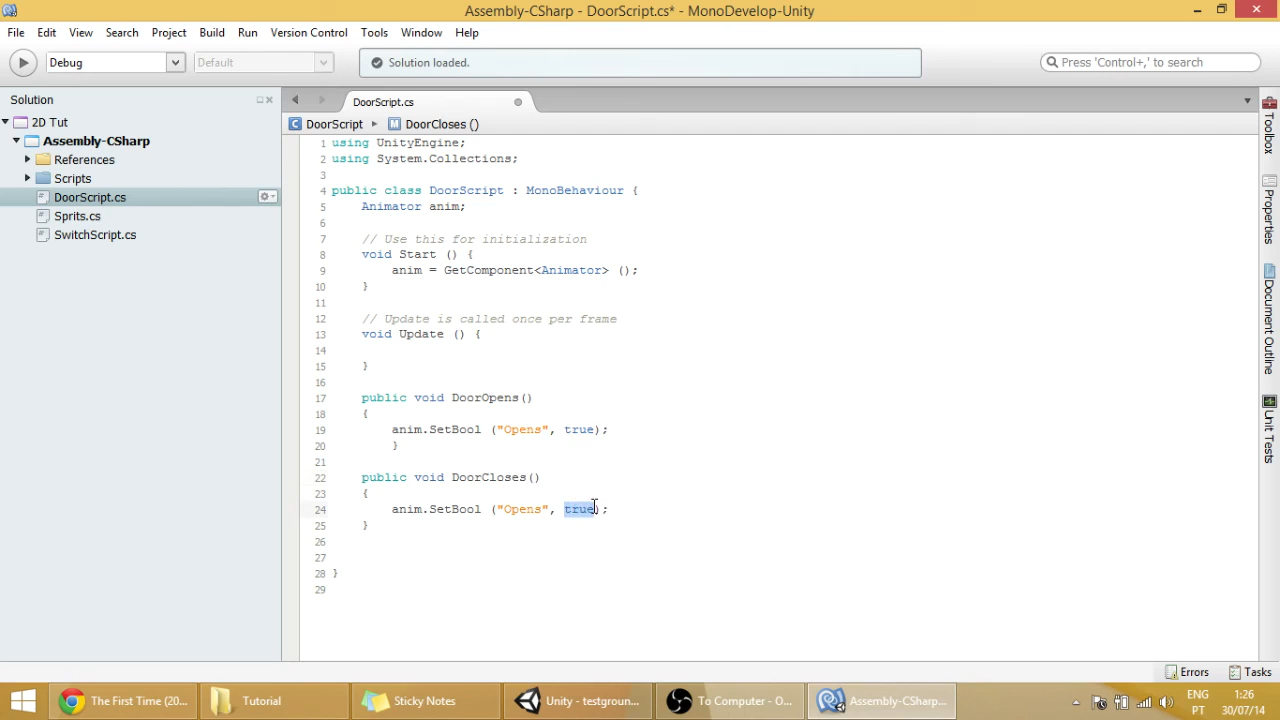 Assembly-CSharp - DoorScript.cs* - MonoDevelop-Unity
File Edit View Search Project Build Run Version Control Tools Window Help
Debug Default Solution loaded. Press 'Control+,' to search
Solution
2D Tut
Assembly-CSharp
References
Scripts
DoorScript.cs
Sprits.cs
SwitchScript.cs
DoorScript.cs
DoorScript DoorCloses ()
1 using UnityEngine;
2 using System.Collections;
3
4 public class DoorScript : MonoBehaviour {
5 Animator anim;
6
7 // Use this for initialization
8 void Start () {
9 anim = GetComponent<Animator> ();
10 }
11
12 // Update is called once per frame
13 void Update () {
14
15 }
16
17 public void DoorOpens()
18 {
19 anim.SetBool ("Opens", true);
20 }
21
22 public void DoorCloses()
23 {
24 anim.SetBool ("Opens", true);
25 }
26
27
28 }
29
Toolbox
Properties
Document Outline
Unit Tests
Errors Tasks
The First Time (20... Tutorial Sticky Notes Unity - testgroun... To Computer - O... Assembly-CSharp...
ENG 1:26
PT 30/07/14